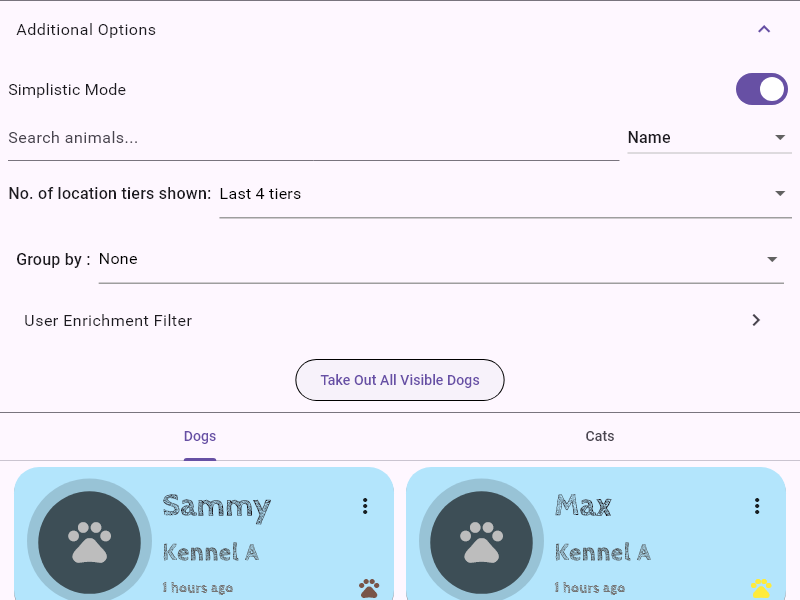 Additional Options
Simplistic Mode
Search animals...
Name
No. of location tiers shown: Last 4 tiers
Group by : None
User Enrichment Filter
Take Out All Visible Dogs
Dogs
Cats
Sammy
Kennel A
1 hours ago
Max
Kennel A
1 hours ago